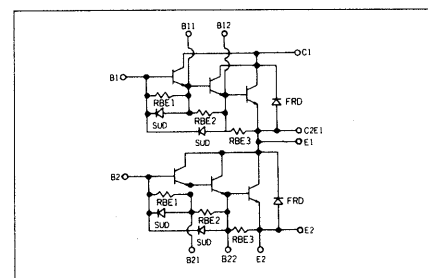 B11 B12
C1
B1
RBE1
FRD
RBE2
SUD
C2E1
SUD RBE3
E1
B2
RBE1
FRD
RBE2
SUD
RBE3
SUD E2
B21 B22 E2